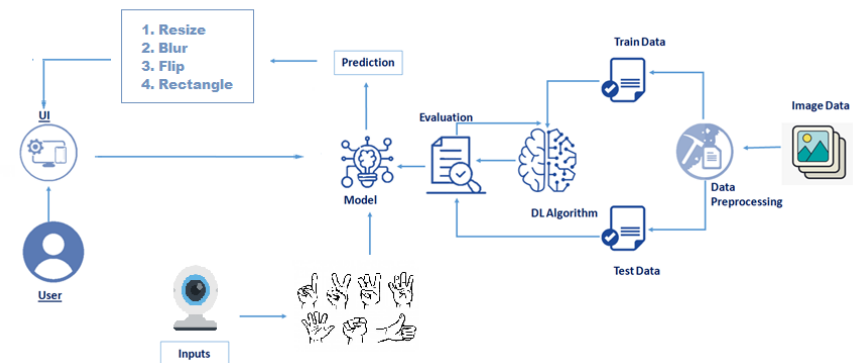 1. Resize
2. Blur
3. Flip
4. Rectangle
Prediction
Train Data
Image Data
UI
Evaluation
Model
DL Algorithm
Data
Preprocessing
Test Data
User
Inputs